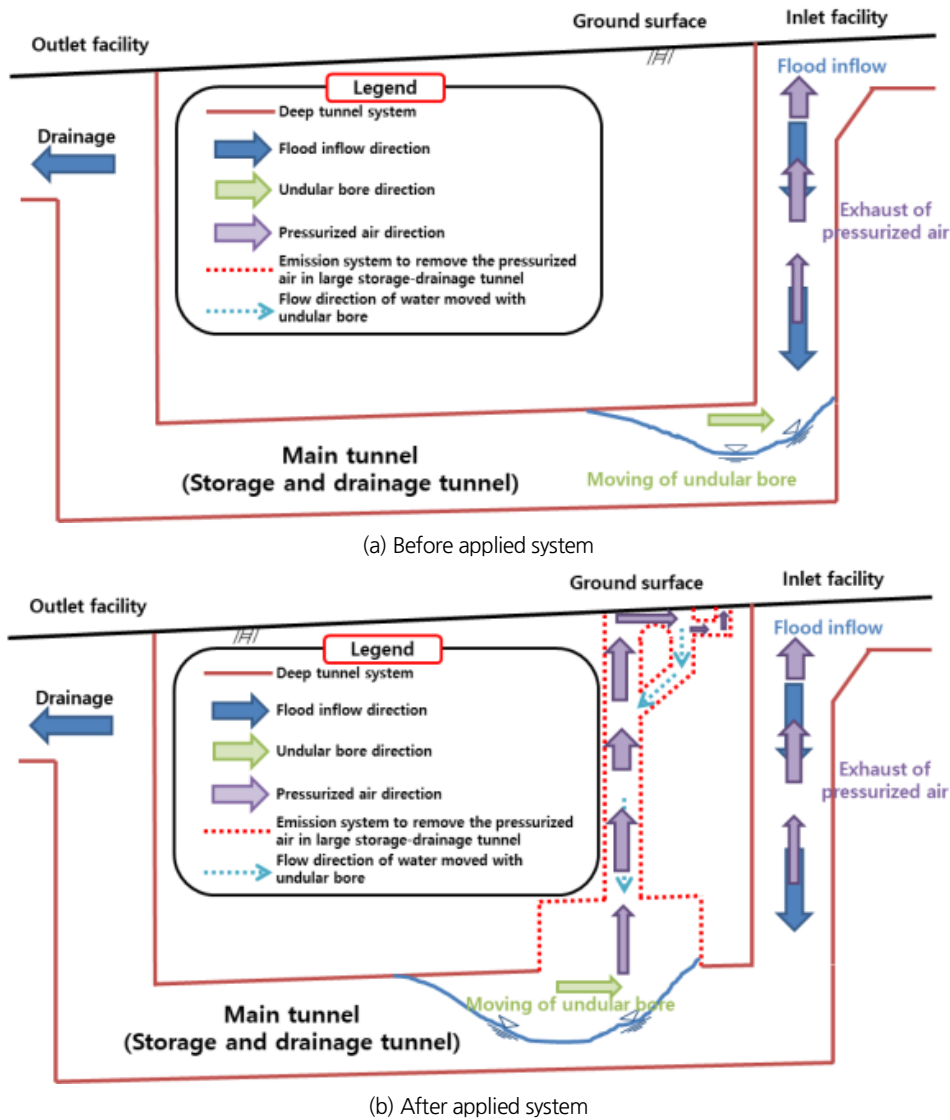 Ground surface
Inlet facility
Outlet facility
Flood inflow
Legend
Deep tunnel system
Drainage
Flood inflow direction
Undular bore direction
Exhaust of
pressurized air
Pressurized air direction
Emission system to remove the pressurized
air in large storage-drainage tunnel
Flow direction of water moved with
undular bore
Main tunnel
(Storage and drainage tunnel)
Moving of undular bore
(a) Before applied system
Ground surface
Inlet facility
Outlet facility
Flood inflow
Legend
Deep tunnel system
Drainage
Flood inflow direction
Undular bore direction
Exhaust of
pressurized air
Pressurized air direction
Emission system to remove the pressurized
air in large storage-drainage tunnel
Flow direction of water moved with
undular bore
Moving of undular bore
Main tunnel
(Storage and drainage tunnel)
(b) After applied system